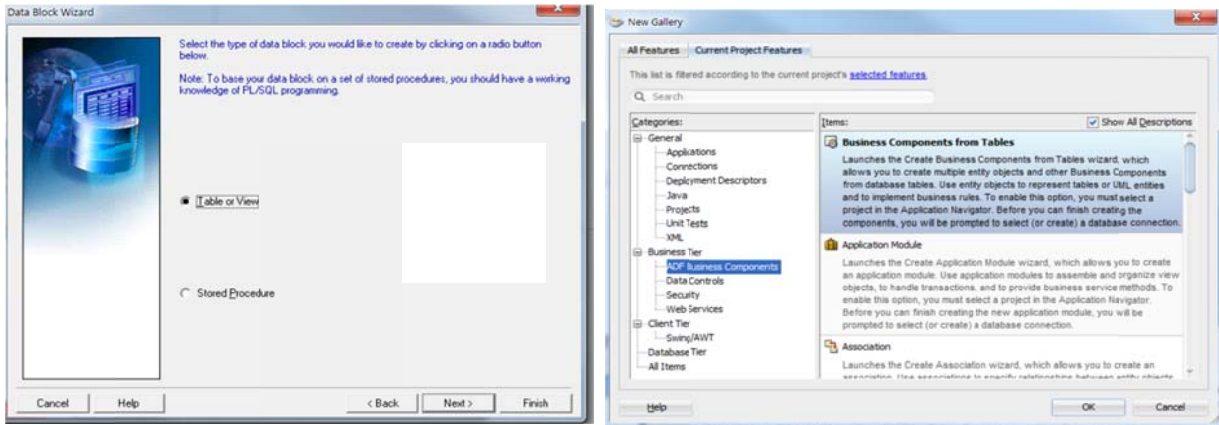 Data Block Wizard
Select the type of data block you would like to create by clicking on a radio button
below.
Note: To base your data block on a set of stored procedures, you should have a working
knowledge of PL/SQL programming.
Table or View
Stored Procedure
Cancel
Help
< Back
Next >
Finish
New Gallery
All Features
Current Project Features
This list is filtered according to the current project's selected features.
Search
Categories:
General
Applications
Connections
Deployment Descriptors
Java
Projects
Unit Tests
XML
Business Tier
ADF Business Components
Data Controls
Security
Web Services
Client Tier
Swing/AWT
Database Tier
All Items
Items:
Show All Descriptions
Business Components from Tables
Launches the Create Business Components from Tables wizard, which
allows you to create multiple entity objects and other Business Components
from database tables. Use entity objects to represent tables or UML entities
and to implement business rules. To enable this option, you must select a
project in the Application Navigator. Before you can finish creating the
components, you will be prompted to select (or create) a database connection.
Application Module
Launches the Create Application Module wizard, which allows you to create
an application module. Use application modules to assemble and organize view
objects, to handle transactions, and to provide business service methods. To
enable this option, you must select a project in the Application Navigator.
Before you can finish creating the new application module, you will be
prompted to select (or create) a database connection.
Association
Launches the Create Association wizard, which allows you to create an
association. Use associations to specify relationships between entity objects
Help
OK
Cancel